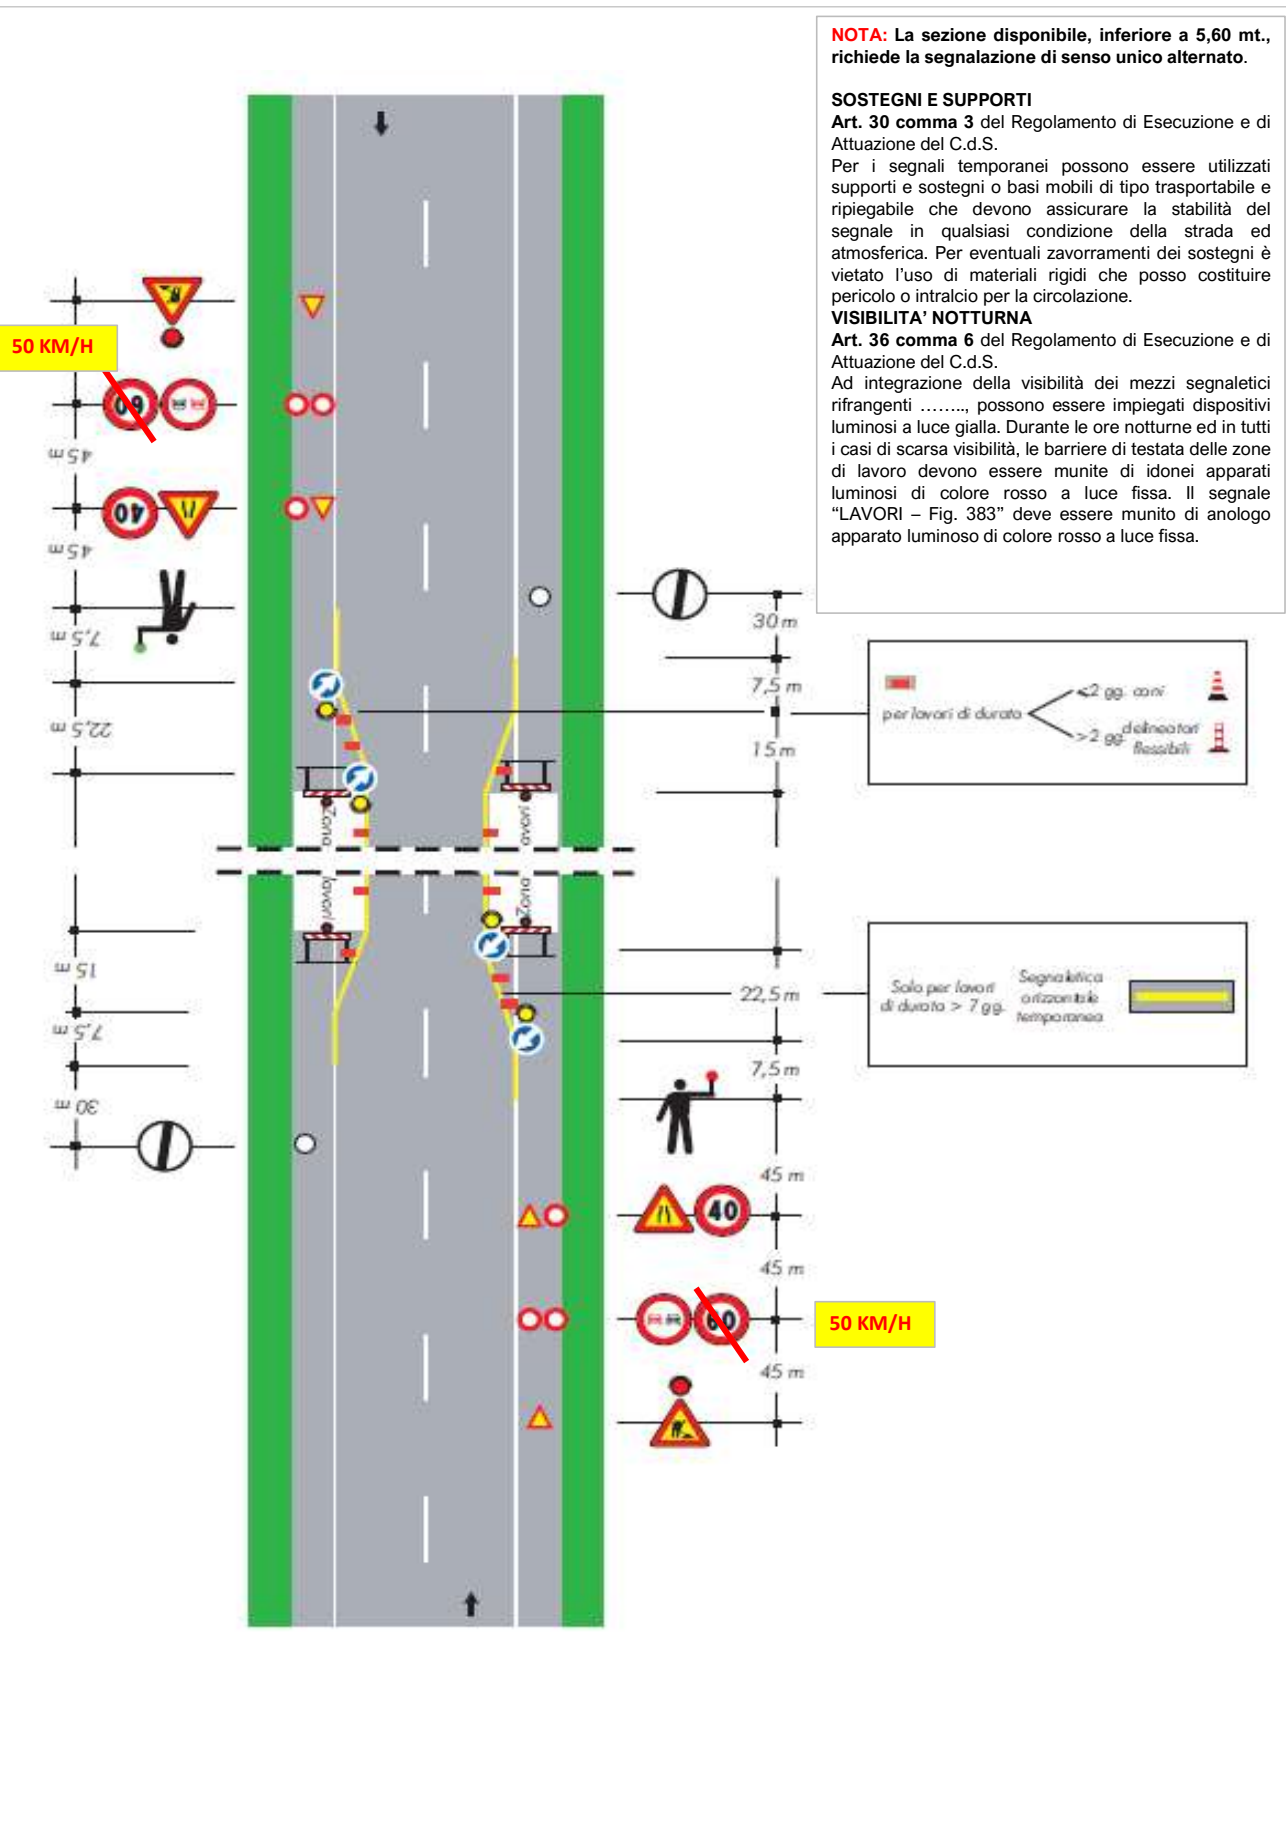 NOTA: La sezione disponibile, inferiore a 5,60 mt.,
richiede la segnalazione di senso unico alternato.
SOSTEGNI E SUPPORTI
Art. 30 comma 3 del Regolamento di Esecuzione e di
Attuazione del C.d.S.
Per i segnali temporanei possono essere utilizzati
supporti e sostegni o basi mobili di tipo trasportabile e
ripiegabile che devono assicurare la stabilità del
segnale in qualsiasi condizione della strada ed
atmosferica. Per eventuali zavorramenti dei sostegni è
vietato l’uso di materiali rigidi che posso costituire
pericolo o intralcio per la circolazione.
VISIBILITA’ NOTTURNA
Art. 36 comma 6 del Regolamento di Esecuzione e di
Attuazione del C.d.S.
Ad integrazione della visibilità dei mezzi segnaletici
rifrangenti …….., possono essere impiegati dispositivi
luminosi a luce gialla. Durante le ore notturne ed in tutti
i casi di scarsa visibilità, le barriere di testata delle zone
di lavoro devono essere munite di idonei apparati
luminosi di colore rosso a luce fissa. Il segnale
“LAVORI – Fig. 383” deve essere munito di anologo
apparato luminoso di colore rosso a luce fissa.
50 KM/H
60
45 m
40
45 m
7,5 m
22,5 m
30 m
7,5 m
15 m
per lavori di durata
<2 gg. coni
>2 gg. delineatori
flessibili
Zona
lavori
lavori
Zona
15 m
7,5 m
30 m
22,5 m
7,5 m
Solo per lavori
di durata > 7 gg.
Segnaletica
orizzontale
temporanea
45 m
40
45 m
60
50 KM/H
45 m